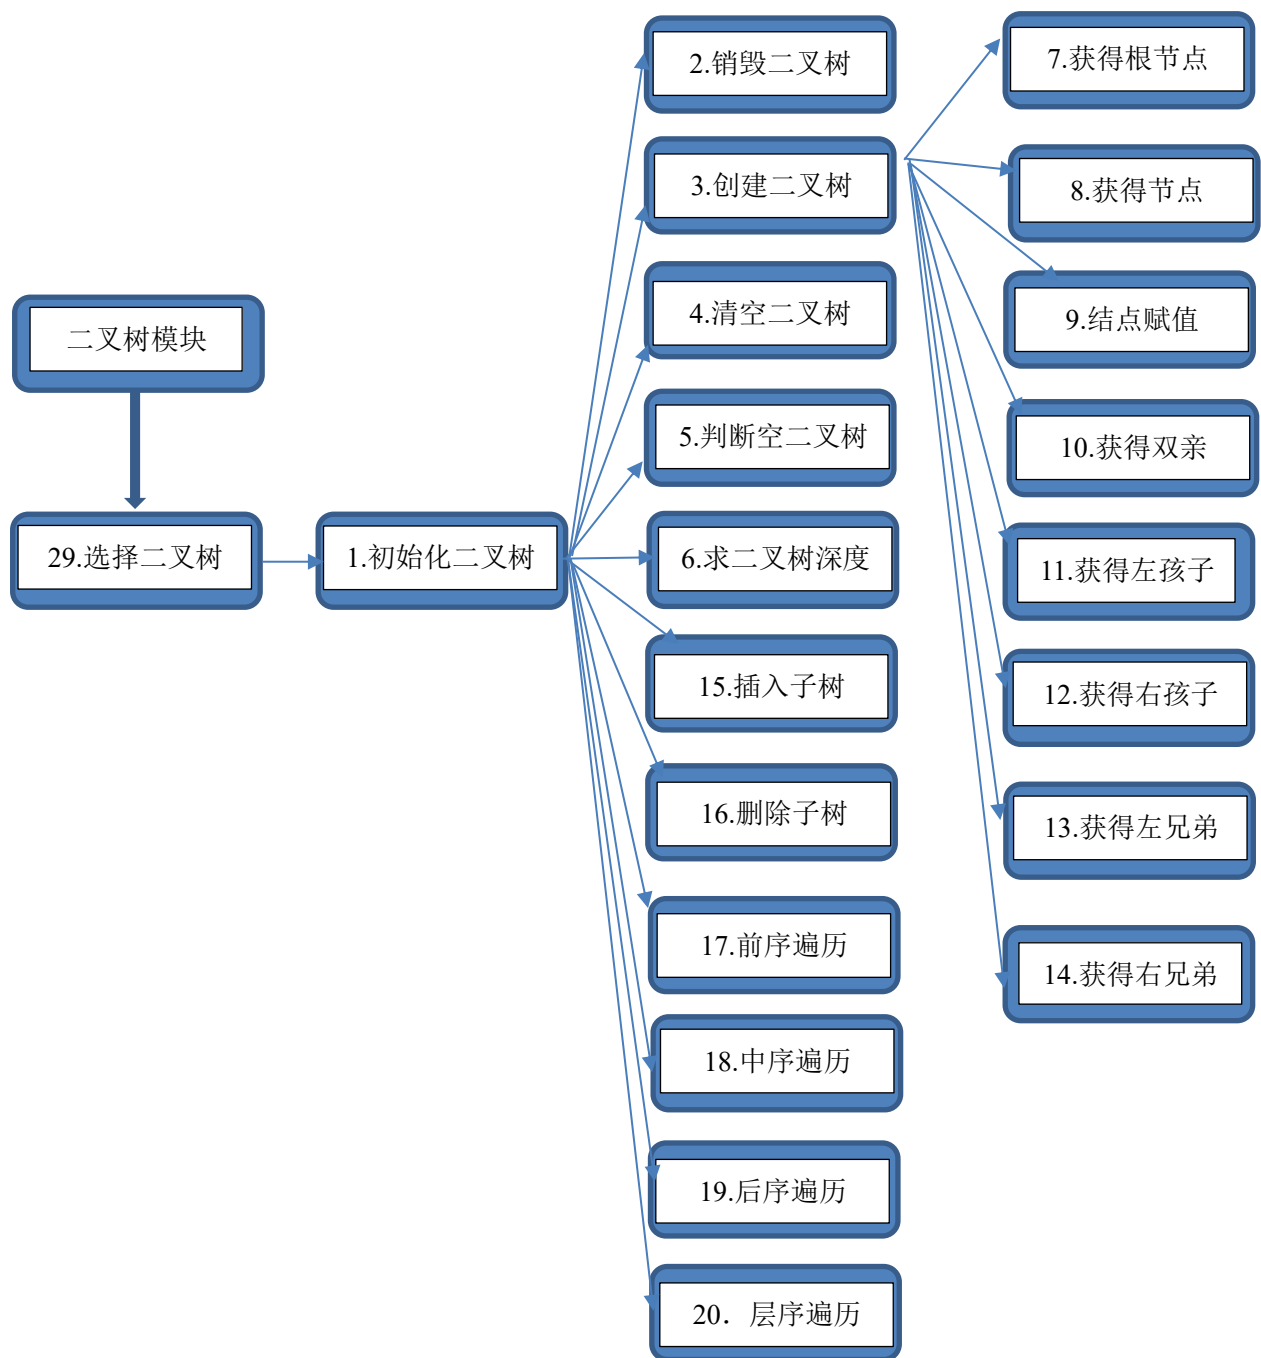 二叉树模块
29.选择二叉树
1.初始化二叉树
2.销毁二叉树
3.创建二叉树
4.清空二叉树
5.判断空二叉树
6.求二叉树深度
15.插入子树
16.删除子树
17.前序遍历
18.中序遍历
19.后序遍历
20．层序遍历
7.获得根节点
8.获得节点
9.结点赋值
10.获得双亲
11.获得左孩子
12.获得右孩子
13.获得左兄弟
14.获得右兄弟